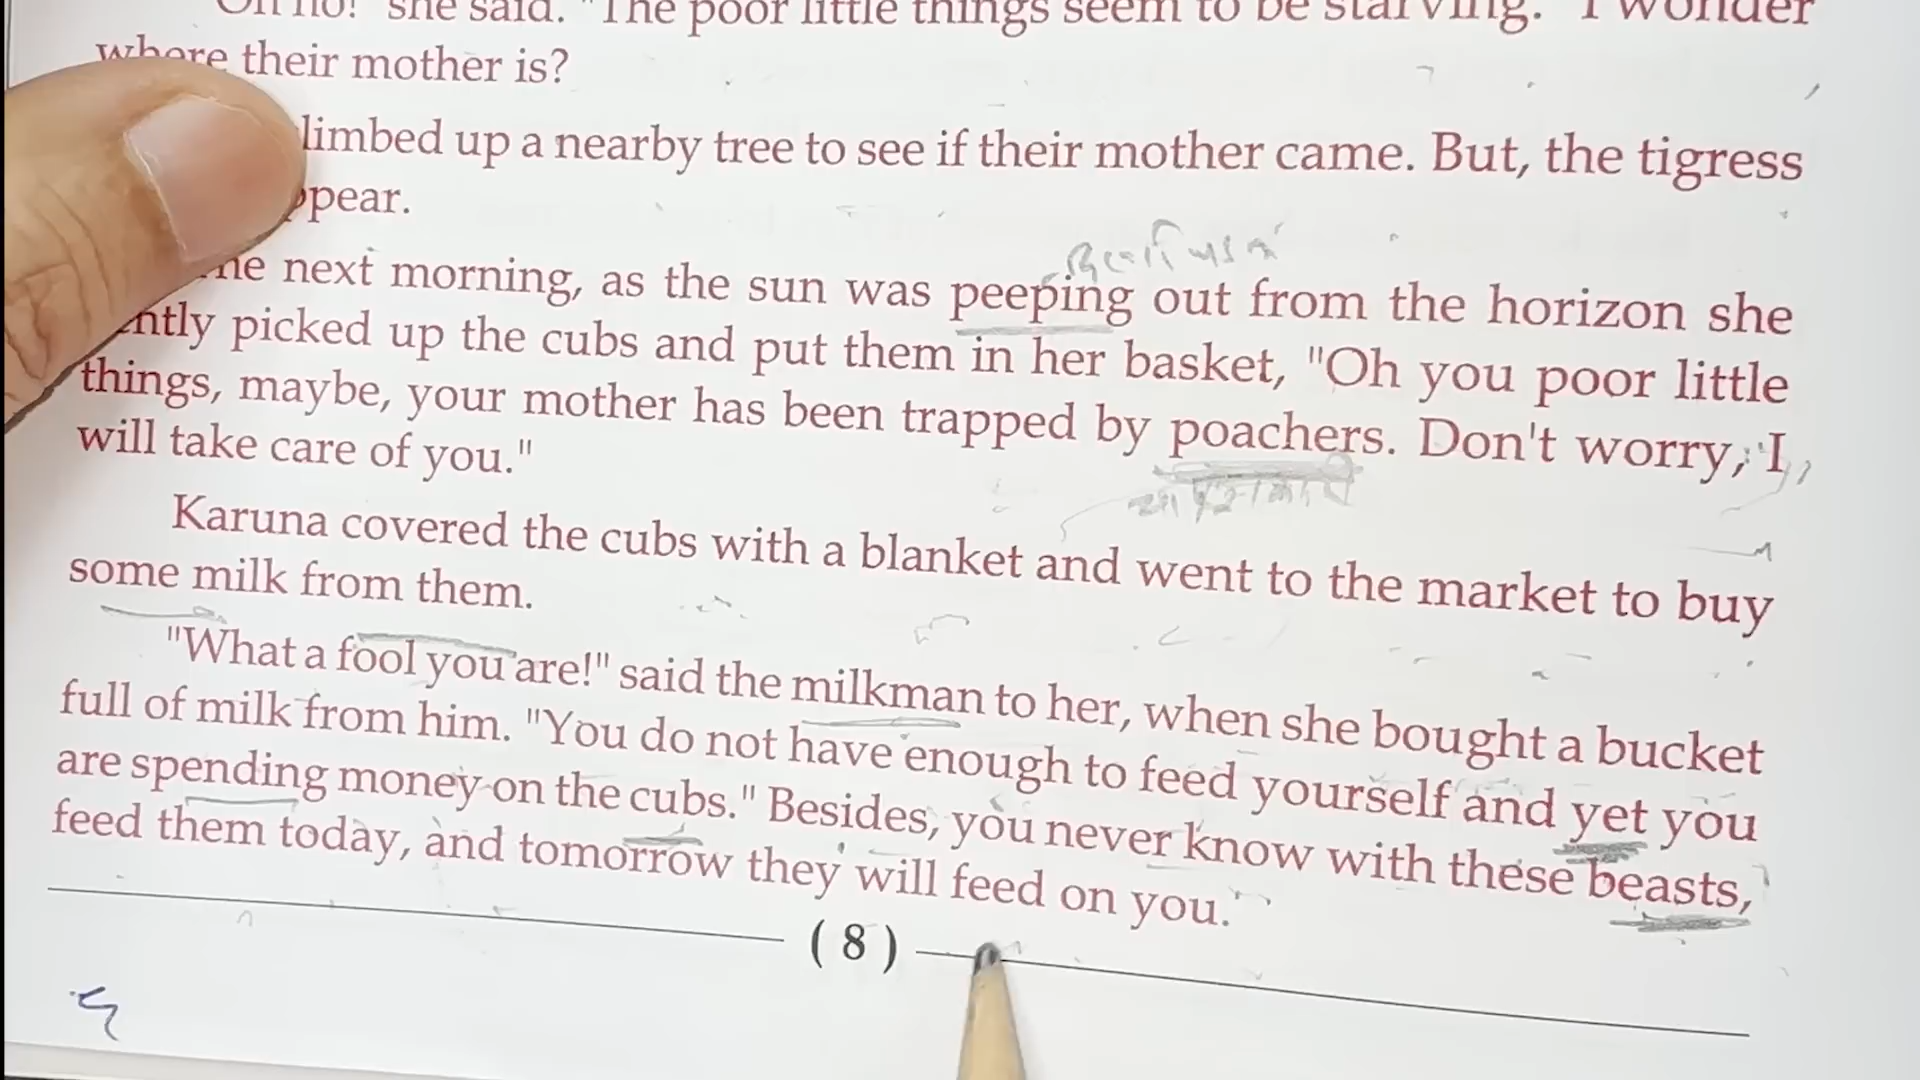 Oh no!" she said. "The poor little things seem to be starving." "I wonder
where their mother is?
limbed up a nearby tree to see if their mother came. But, the tigress
ppear.
next morning, as the sun was peeping out from the horizon she
ntly picked up the cubs and put them in her basket, "Oh you poor little
things, maybe, your mother has been trapped by poachers. Don't worry, I
will take care of you."
Karuna covered the cubs with a blanket and went to the market to buy
some milk from them.
"What a fool you are!" said the milkman to her, when she bought a bucket
full of milk from him. "You do not have enough to feed yourself and yet you
are spending money on the cubs." Besides, you never know with these beasts,
feed them today, and tomorrow they will feed on you.
( 8 )